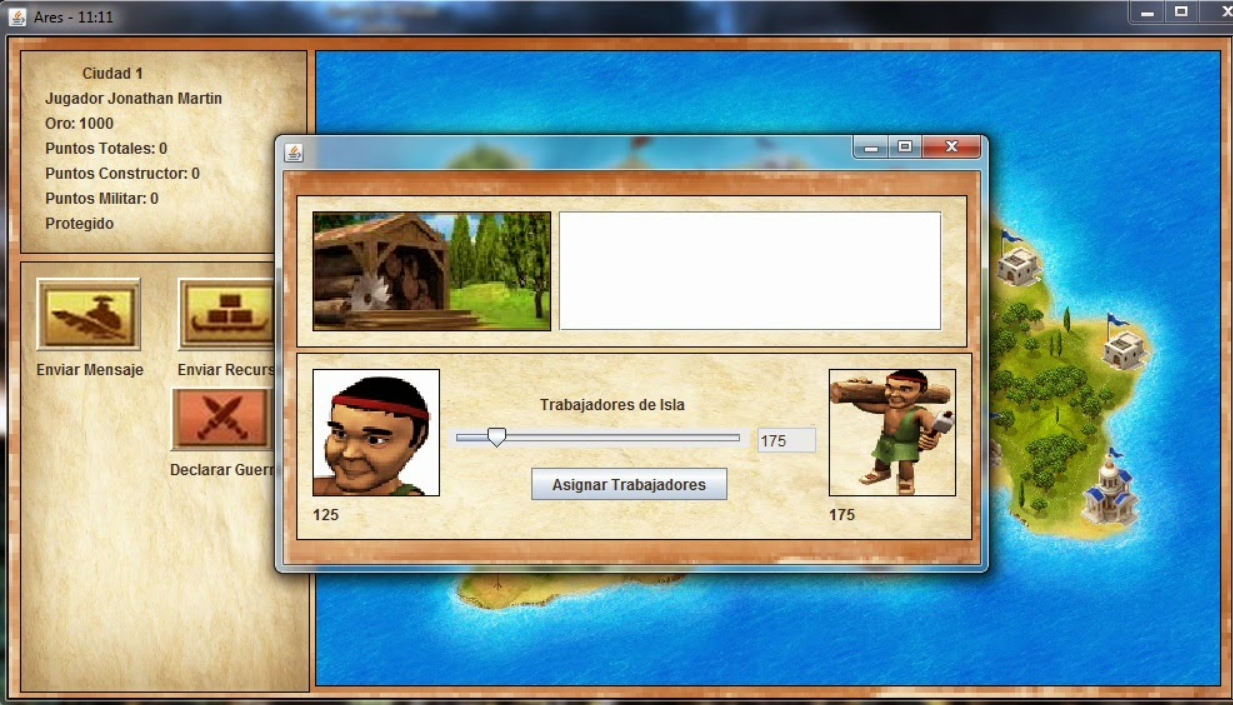 Ares - 11:11
Ciudad 1
Jugador Jonathan Martin
Oro: 1000
Puntos Totales: 0
Puntos Constructor: 0
Puntos Militar: 0
Protegido
Enviar Mensaje
Enviar Recurs
Declarar Guerr
Trabajadores de Isla
175
Asignar Trabajadores
125
175